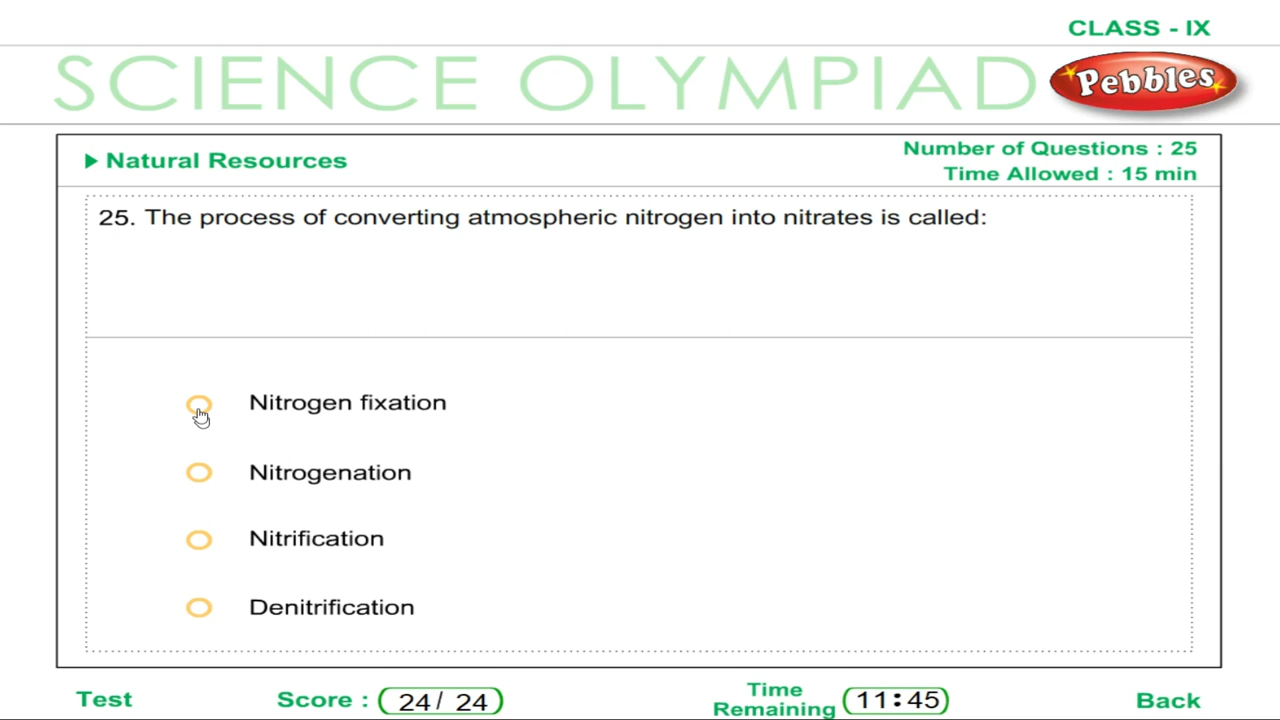 CLASS - IX
SCIENCE OLYMPIAD
Pebbles
Natural Resources
Number of Questions : 25
Time Allowed : 15 min
25. The process of converting atmospheric nitrogen into nitrates is called:
Nitrogen fixation
Nitrogenation
Nitrification
Denitrification
Test
Score : ( 24/ 24 )
Time Remaining ( 11:45 )
Back